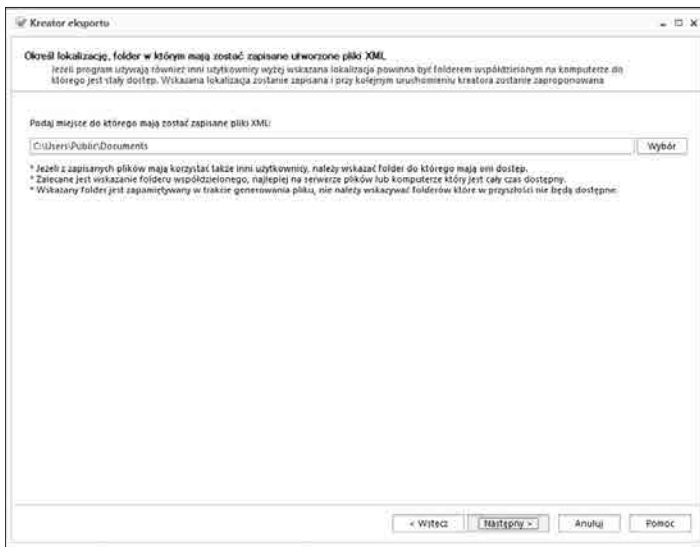 Kreator eksportu
Określ lokalizację, folder w którym mają zostać zapisane utworzone pliki XML
Jeżeli program używają również inni użytkownicy wyżej wskazana lokalizacja powinna być folderem współdzielonym na komputerze do
którego jest stały dostęp. Wskazana lokalizacja zostanie zapisana i przy kolejnym uruchomieniu kreatora zostanie zaproponowana
Podaj miejsce do którego mają zostać zapisane pliki XML:
C:\Users\Public\Documents
Wybór
* Jeżeli z zapisanych plików mają korzystać także inni użytkownicy, należy wskazać folder do którego mają oni dostęp.
* Zalecane jest wskazanie folderu współdzielonego, najlepiej na serwerze plików lub komputerze który jest cały czas dostępny.
* Wskazany folder jest zapamiętywany w trakcie generowania pliku, nie należy wskazywać folderów które w przyszłości nie będą dostępne.
< Wstecz
Następny >
Anuluj
Pomoc